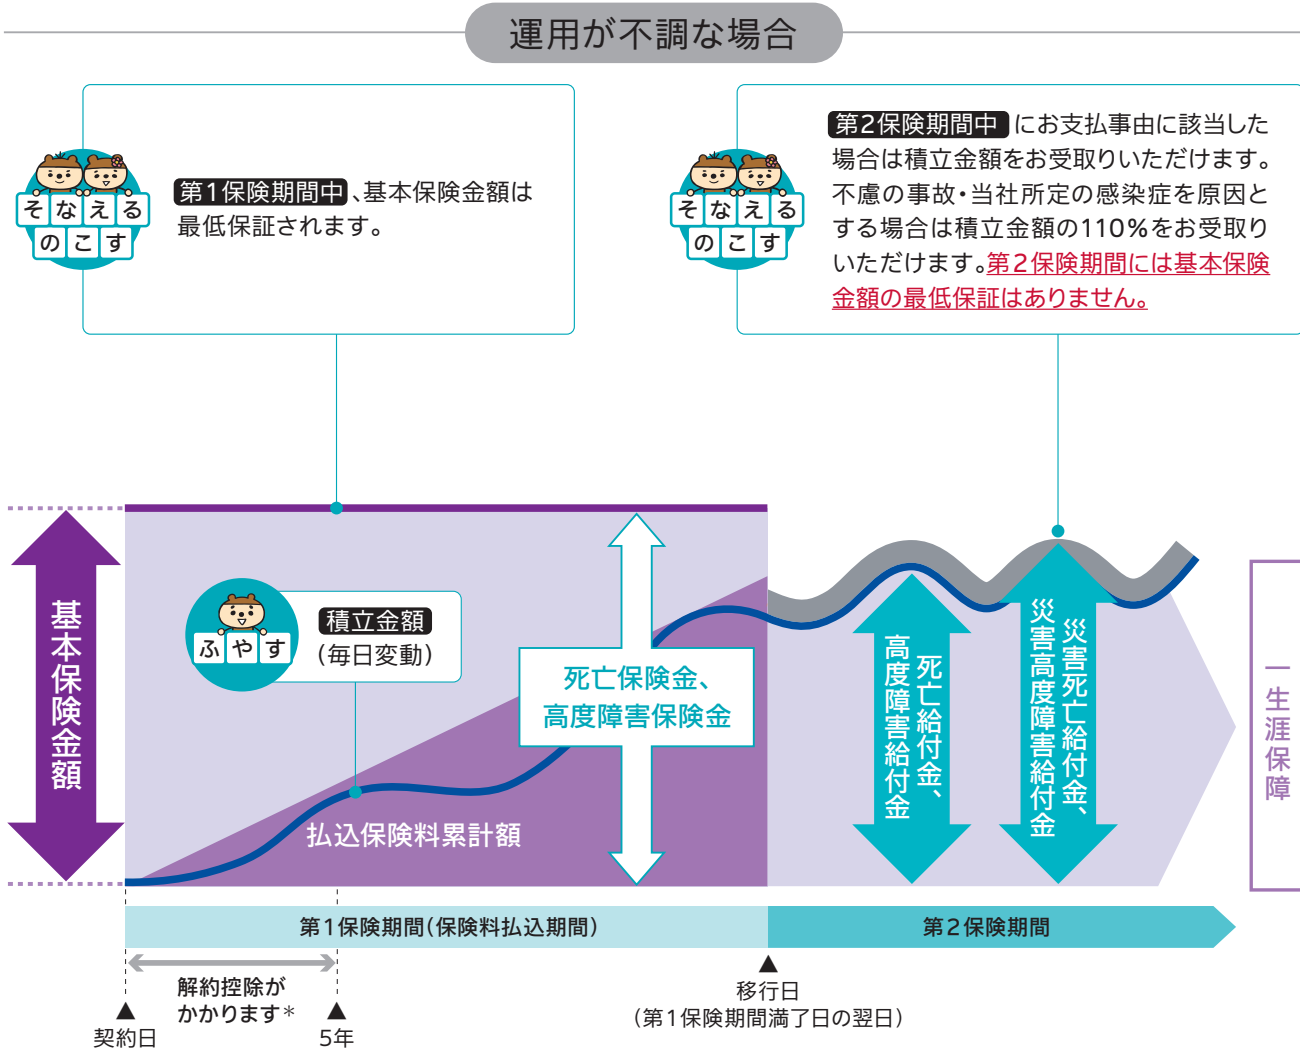 運用が不調な場合
そなえる
のこす
第1保険期間中、基本保険金額は
最低保証されます。
そなえる
のこす
第2保険期間中にお支払事由に該当した
場合は積立金額をお受取りいただけます。
不慮の事故・当社所定の感染症を原因と
する場合は積立金額の110%をお受取り
いただけます。第2保険期間には基本保険
金額の最低保証はありません。
基本保険金額
ふやす
積立金額
(毎日変動)
死亡保険金、
高度障害保険金
払込保険料累計額
死亡給付金、
高度障害給付金
災害死亡給付金、
災害高度障害給付金
一生涯保障
第1保険期間(保険料払込期間)
第2保険期間
解約控除が
かかります*
▲
契約日
▲
5年
▲
移行日
(第1保険期間満了日の翌日)